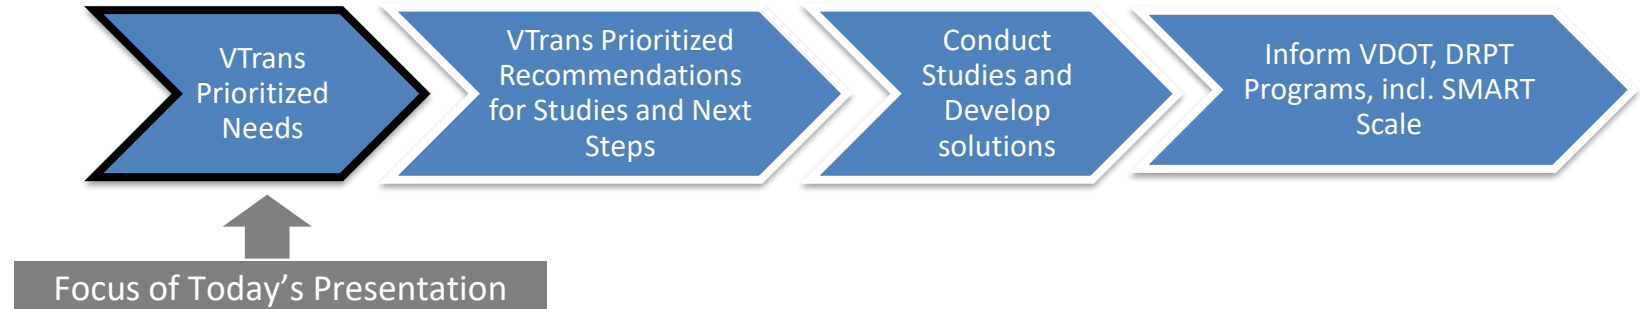 VTrans
Prioritized
Needs
VTrans Prioritized
Recommendations
for Studies and Next
Steps
Conduct
Studies and
Develop
solutions
Inform VDOT, DRPT
Programs, incl. SMART
Scale
Focus of Today’s Presentation